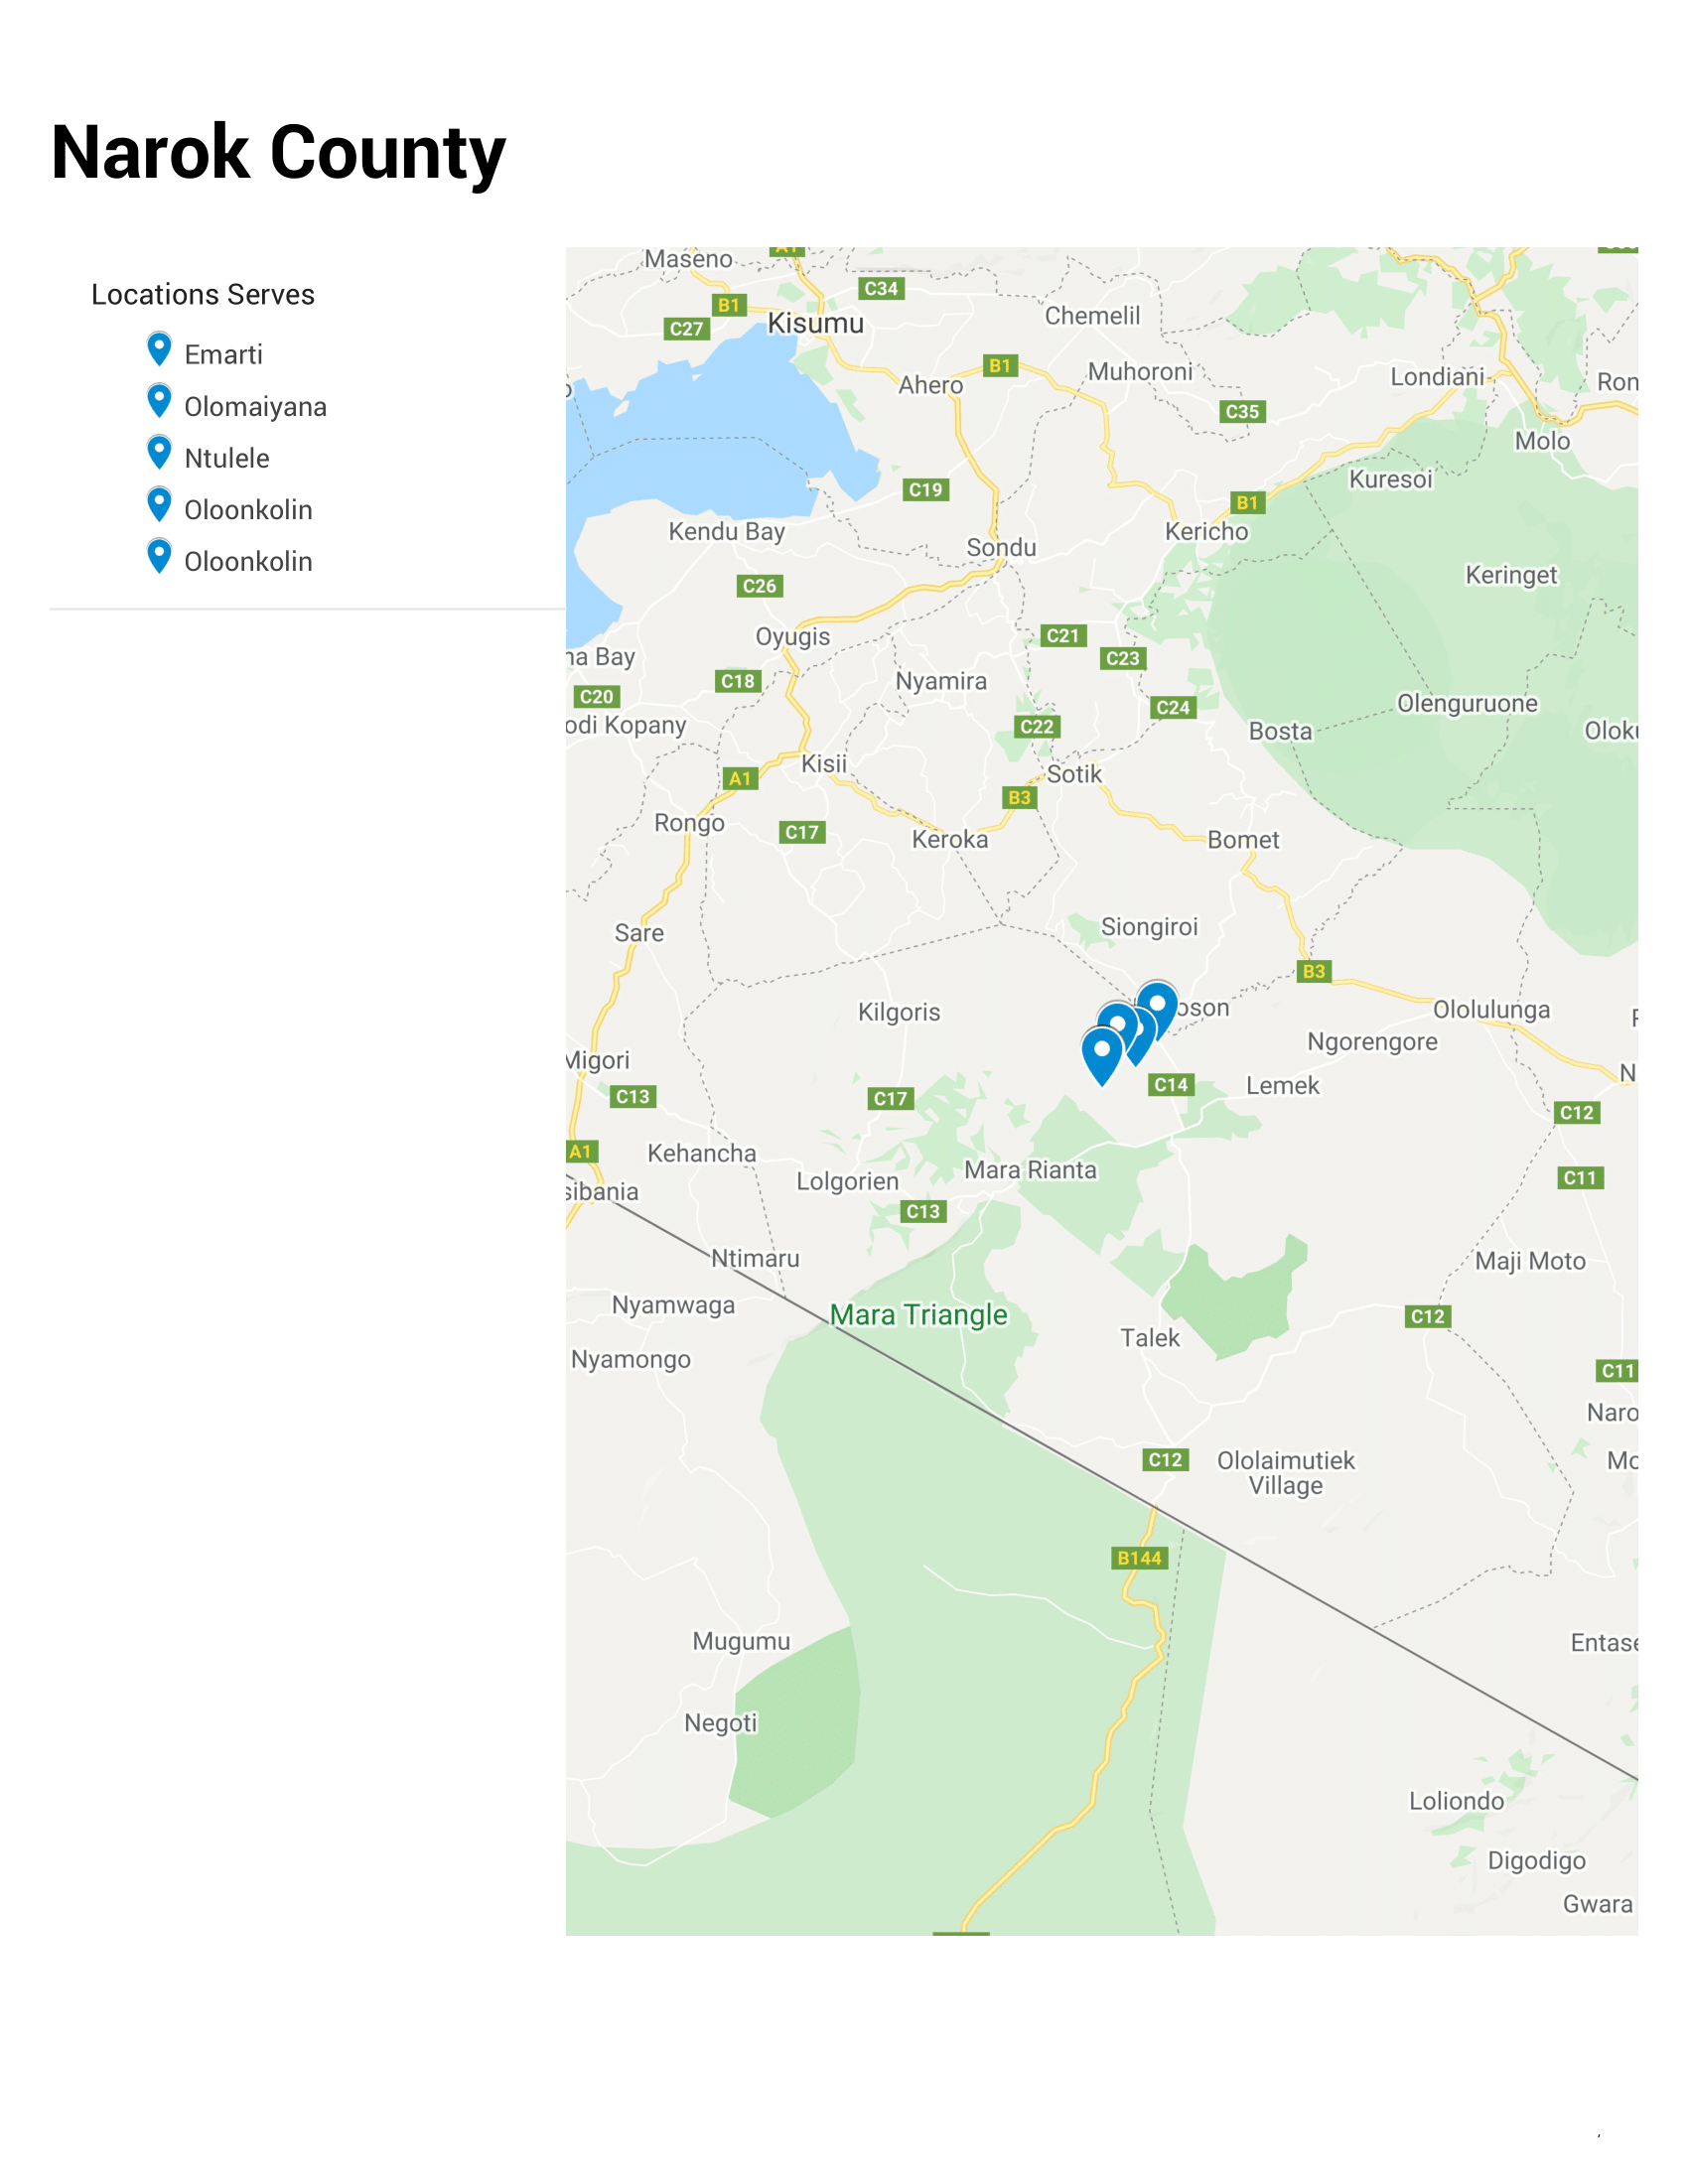 Narok County
Locations Serves
Emarti
Olomaiyana
Ntulele
Oloonkolin
Oloonkolin
A1
Maseno
C34
B1
Chemelil
Kisumu
C27
B1
Muhoroni
Londiani
Ron
Ahero
C35
Molo
Kuresoi
C19
B1
Kendu Bay
Kericho
Sondu
Keringet
C26
Oyugis
C21
na Bay
C23
C18
Nyamira
C20
Olenguruone
C24
odi Kopany
C22
Bosta
Oloku
Kisii
Sotik
A1
B3
Rongo
C17
Keroka
Bomet
Siongiroi
Sare
B3
oson
Ololulunga
Kilgoris
Ngorengore
Migori
N
C14
Lemek
C13
C17
C12
A1
Kehancha
Mara Rianta
C11
Lolgorien
sibania
C13
Ntimaru
Maji Moto
Nyamwaga
Mara Triangle
C12
Talek
Nyamongo
C11
Naro
C12
Ololaimutiek
Village
Mo
B144
Mugumu
Entase
Negoti
Loliondo
Digodigo
Gwara